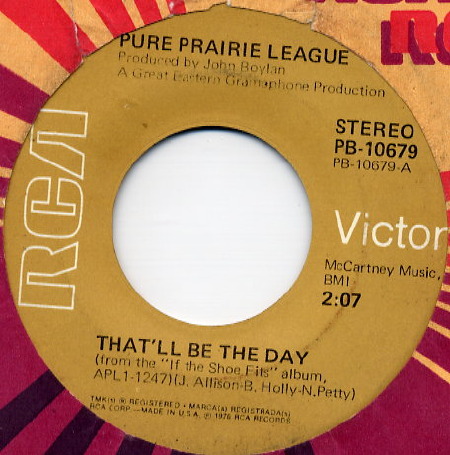 PURE PRAIRIE LEAGUE
Produced by John Boylan
A Great Eastern Gramophone Production
STEREO
PB-10679
PB-10679-A
RCA
Victor
McCartney Music,
BMI
2:07
THAT'LL BE THE DAY
(from the "If the Shoe Fits" album,
APL1-1247)(J. Allison-B. Holly-N.Petty)
TMK(s) ® REGISTERED • MARCA(s) REGISTRADA(s)
RCA CORP.—MADE IN U.S.A. ℗ 1976 RCA RECORDS